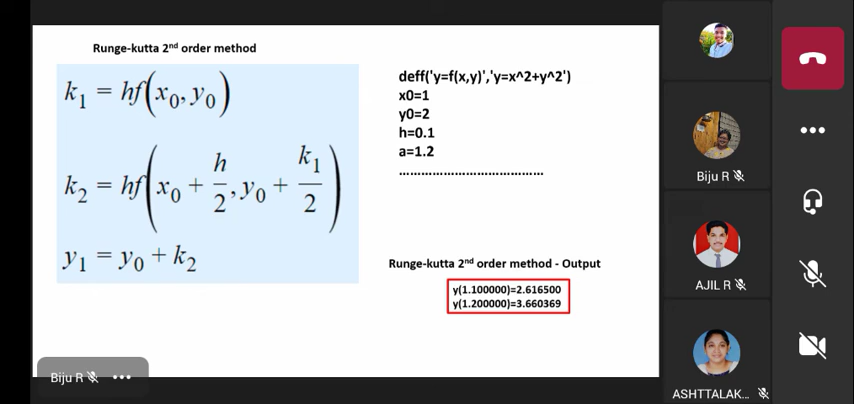 Runge-kutta 2nd order method
k₁ = hf(x₀, y₀)
k₂ = hf(x₀ + h/2, y₀ + k₁/2)
y₁ = y₀ + k₂
deff('y=f(x,y)','y=x^2+y^2')
x0=1
y0=2
h=0.1
a=1.2
.......................................
Runge-kutta 2nd order method - Output
y(1.100000)=2.616500
y(1.200000)=3.660369
Biju R
Biju R
AJIL R
ASHTTALAK...